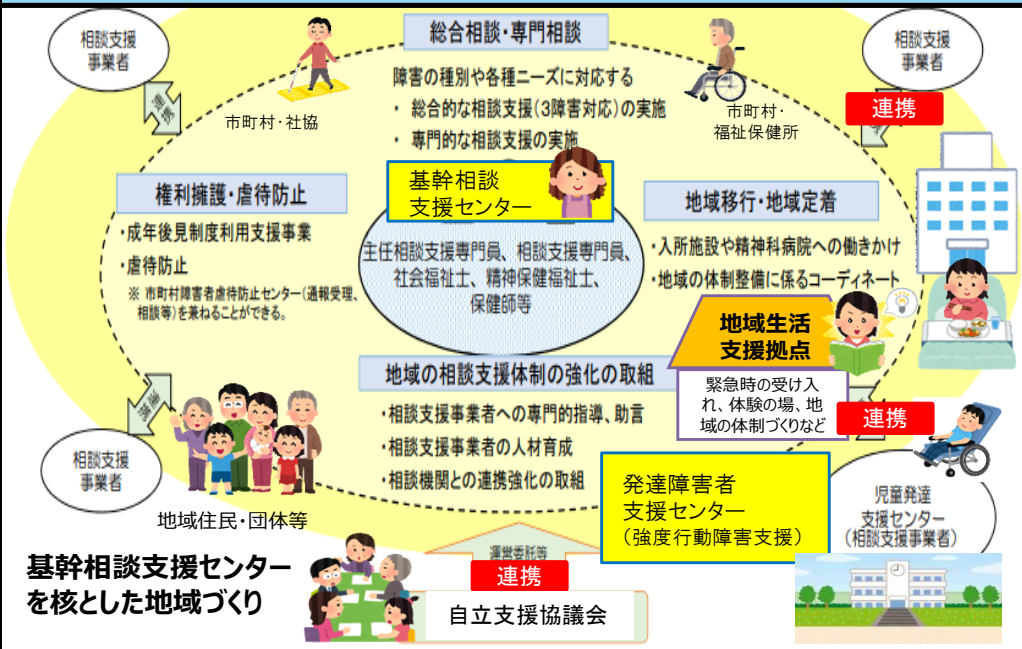 相談支援
事業者
総合相談・専門相談
障害の種別や各種ニーズに対応する
・ 総合的な相談支援(3障害対応)の実施
・ 専門的な相談支援の実施
相談支援
事業者
連携
連携
市町村・社協
市町村・
福祉保健所
基幹相談
支援センター
主任相談支援専門員、相談支援専門員、
社会福祉士、精神保健福祉士、
保健師等
権利擁護・虐待防止
・成年後見制度利用支援事業
・虐待防止
※ 市町村障害者虐待防止センター(通報受理、
相談等)を兼ねることができる。
地域移行・地域定着
・入所施設や精神科病院への働きかけ
・地域の体制整備に係るコーディネート
地域生活
支援拠点
緊急時の受け入
れ、体験の場、地
域の体制づくりなど
連携
地域の相談支援体制の強化の取組
・相談支援事業者への専門的指導、助言
・相談支援事業者の人材育成
・相談機関との連携強化の取組
連携
相談支援
事業者
地域住民・団体等
発達障害者
支援センター
(強度行動障害支援)
児童発達
支援センター
(相談支援事業者)
基幹相談支援センター
を核とした地域づくり
運営委託等
連携
自立支援協議会